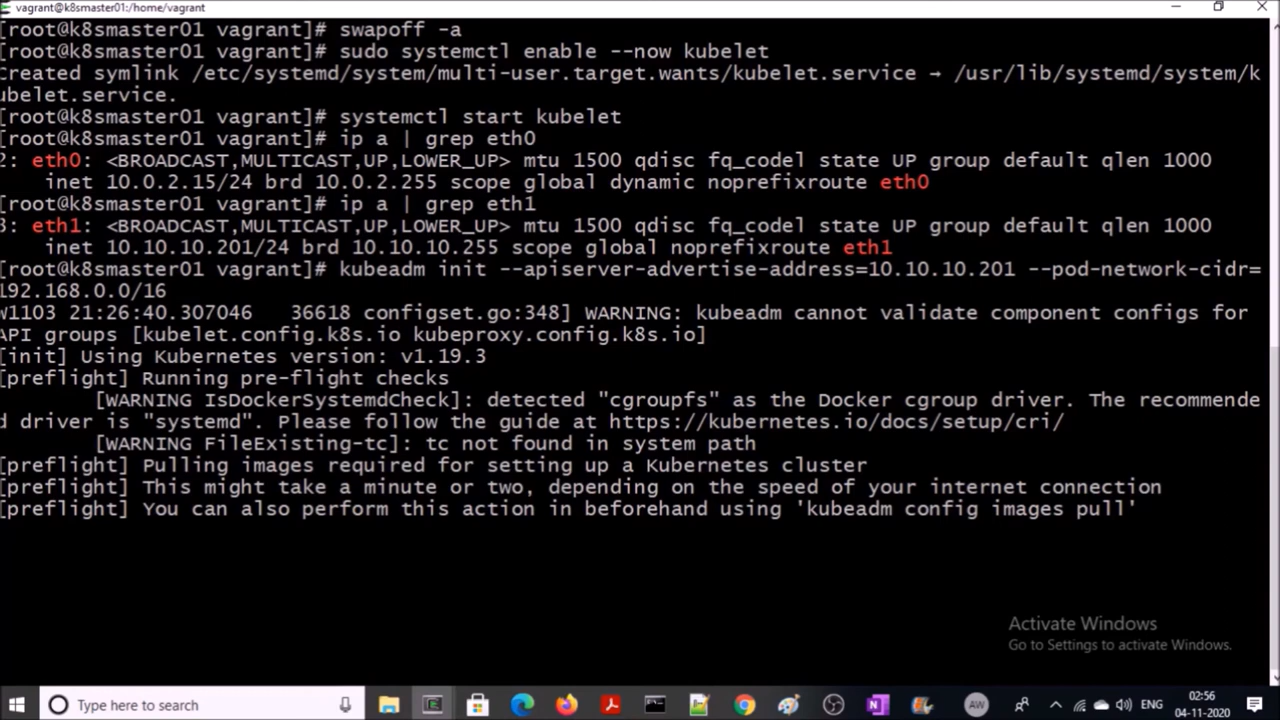 vagrant@k8smaster01:/home/vagrant
[root@k8smaster01 vagrant]# swapoff -a
[root@k8smaster01 vagrant]# sudo systemctl enable --now kubelet
Created symlink /etc/systemd/system/multi-user.target.wants/kubelet.service → /usr/lib/systemd/system/k
ubelet.service.
[root@k8smaster01 vagrant]# systemctl start kubelet
[root@k8smaster01 vagrant]# ip a | grep eth0
2: eth0: <BROADCAST,MULTICAST,UP,LOWER_UP> mtu 1500 qdisc fq_codel state UP group default qlen 1000
inet 10.0.2.15/24 brd 10.0.2.255 scope global dynamic noprefixroute eth0
[root@k8smaster01 vagrant]# ip a | grep eth1
3: eth1: <BROADCAST,MULTICAST,UP,LOWER_UP> mtu 1500 qdisc fq_codel state UP group default qlen 1000
inet 10.10.10.201/24 brd 10.10.10.255 scope global noprefixroute eth1
[root@k8smaster01 vagrant]# kubeadm init --apiserver-advertise-address=10.10.10.201 --pod-network-cidr=
192.168.0.0/16
W1103 21:26:40.307046   36618 configset.go:348] WARNING: kubeadm cannot validate component configs for
API groups [kubelet.config.k8s.io kubeproxy.config.k8s.io]
[init] Using Kubernetes version: v1.19.3
[preflight] Running pre-flight checks
[WARNING IsDockerSystemdCheck]: detected "cgroupfs" as the Docker cgroup driver. The recommende
d driver is "systemd". Please follow the guide at https://kubernetes.io/docs/setup/cri/
[WARNING FileExisting-tc]: tc not found in system path
[preflight] Pulling images required for setting up a Kubernetes cluster
[preflight] This might take a minute or two, depending on the speed of your internet connection
[preflight] You can also perform this action in beforehand using 'kubeadm config images pull'
Activate Windows
Go to Settings to activate Windows.
Type here to search
AW
ENG
02:56
04-11-2020